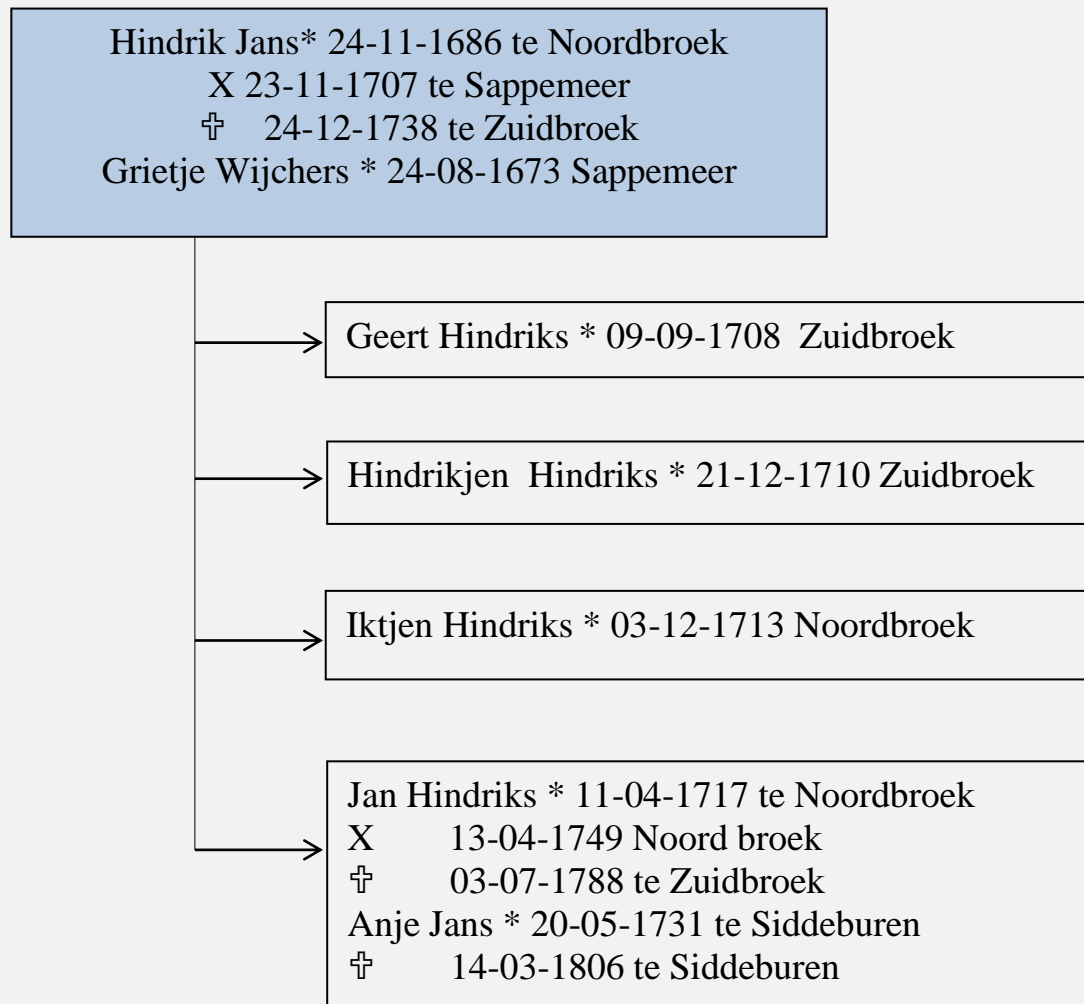 Hindrik Jans* 24-11-1686 te Noordbroek
X 23-11-1707 te Sappemeer
✞ 24-12-1738 te Zuidbroek
Grietje Wijchers * 24-08-1673 Sappemeer
Geert Hindriks * 09-09-1708 Zuidbroek
Hindrikjen Hindriks * 21-12-1710 Zuidbroek
Iktjen Hindriks * 03-12-1713 Noordbroek
Jan Hindriks * 11-04-1717 te Noordbroek
X 13-04-1749 Noord broek
✞ 03-07-1788 te Zuidbroek
Anje Jans * 20-05-1731 te Siddeburen
✞ 14-03-1806 te Siddeburen